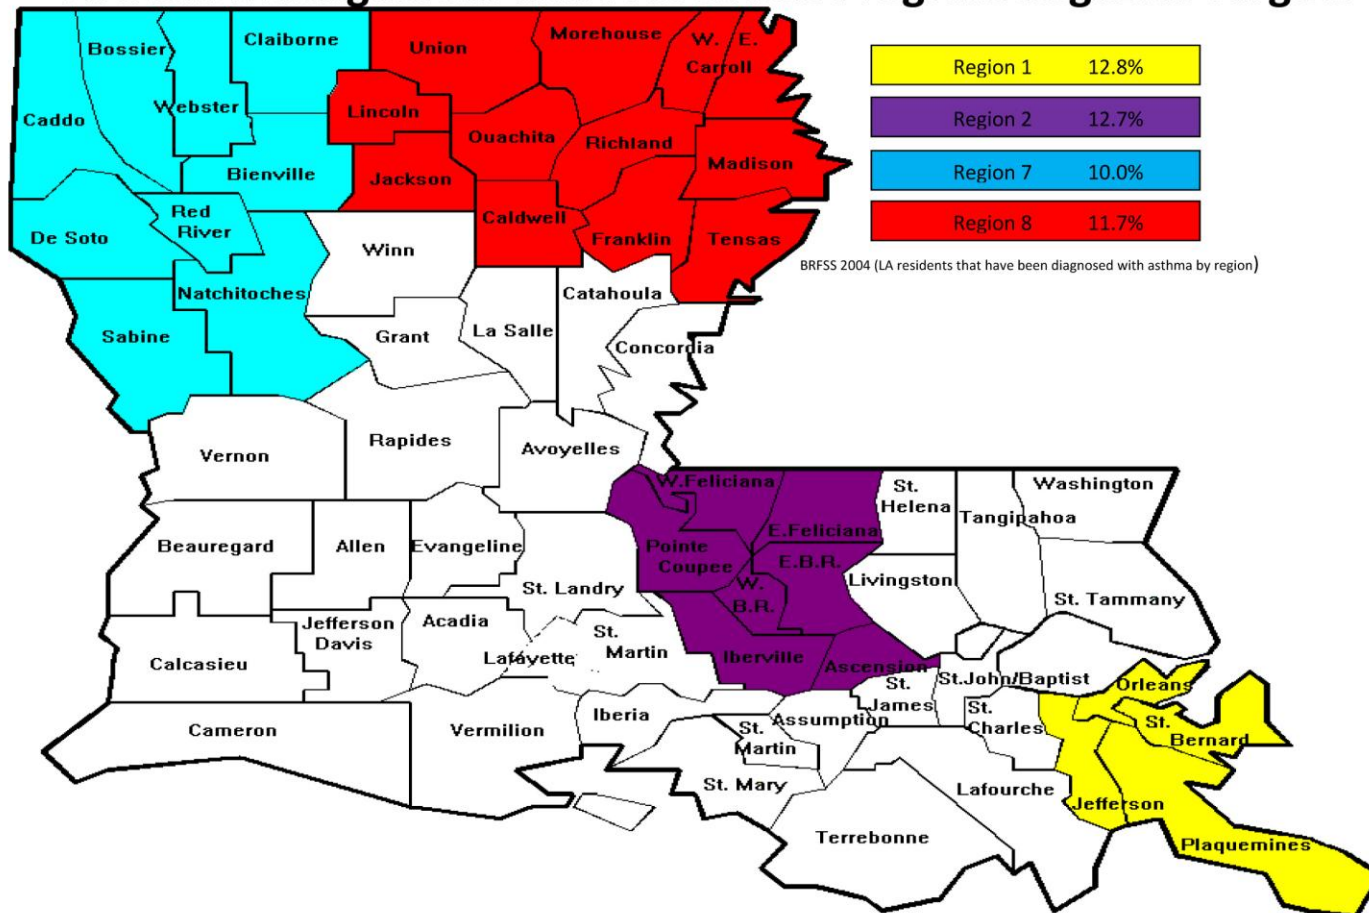 Bossier
Claiborne
Union
Morehouse
W. E.
Carroll
Region 1 12.8%
Region 2 12.7%
Region 7 10.0%
Region 8 11.7%
BRFSS 2004 (LA residents that have been diagnosed with asthma by region)
Caddo
Webster
Lincoln
Ouachita
Richland
Madison
Bienville
Jackson
De Soto
Red
River
Caldwell
Franklin
Tensas
Winn
Natchitoches
Catahoula
Sabine
Grant
La Salle
Concordia
Vernon
Rapides
Avoyelles
W.Feliciana
St.
Helena
Washington
Tangipahoa
E.Feliciana
Beauregard
Allen
Evangeline
Pointe
Coupee
E.B.R.
Livingston
St. Landry
W.
B.R.
St. Tammany
Jefferson
Davis
Acadia
Lafayette
St.
Martin
Iberville
Ascension
Calcasieu
St.
James
St.John/Baptist
Orleans
Cameron
Vermilion
Iberia
Assumption
St.
Charles
St.
Bernard
St.
Martin
St. Mary
Lafourche
Jefferson
Terrebonne
Plaquemines